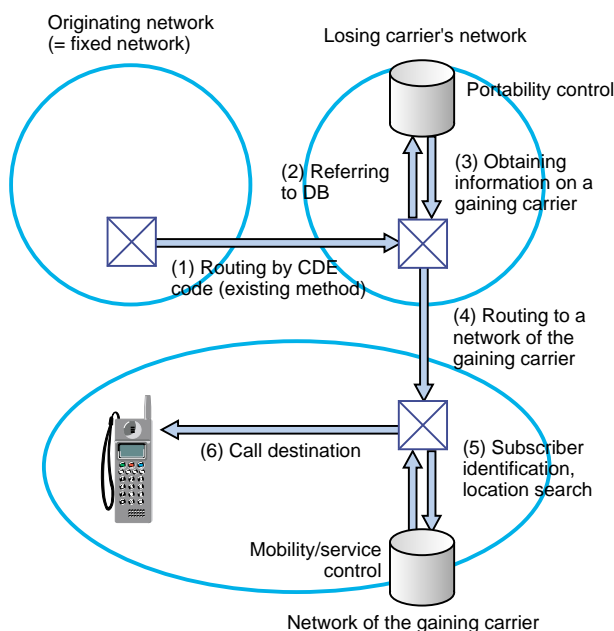 Originating network
(= fixed network)
Losing carrier's network
Portability control
(2) Referring
to DB
(3) Obtaining
information on a
gaining carrier
(1) Routing by CDE
code (existing method)
(4) Routing to a
network of the
gaining carrier
(6) Call destination
(5) Subscriber
identification,
location search
Mobility/service
control
Network of the gaining carrier